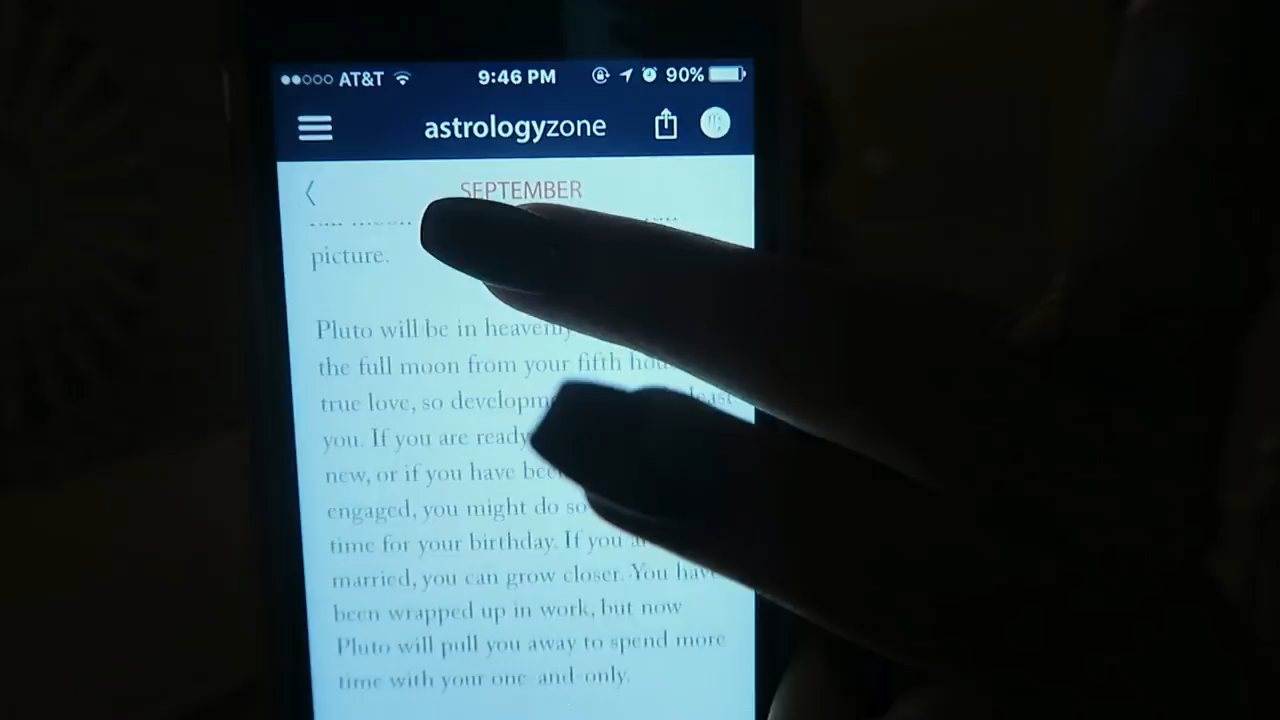 AT&T 9:46 PM 90%
astrologyzone
SEPTEMBER
picture.
Pluto will be in heavenly
the full moon from your fifth
true love, so
you. If you are ready
new, or if you have
engaged, you might do so
time for your birthday. If you
married, you can grow closer. You have
been wrapped up in work, but now
Pluto will pull you away to spend more
time with your one-and-only.